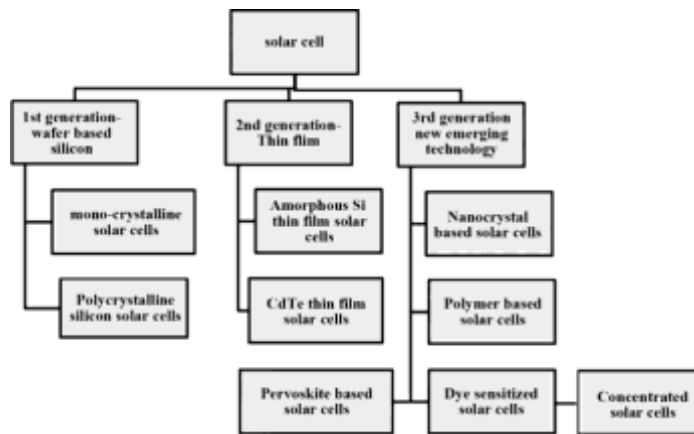 solar cell
1st generation-
wafer based
silicon
2nd generation-
Thin flim
3rd generation
new emerging
technology
mono-crystalline
solar cells
Amorphous Si
thin film solar
cells
Nanocrystal
based solar cells
Polycrystalline
silicon solar cells
CdTe thin film
solar cells
Polymer based
solar cells
Pervoskite based
solar cells
Dye sensitized
solar cells
Concentrated
solar cells